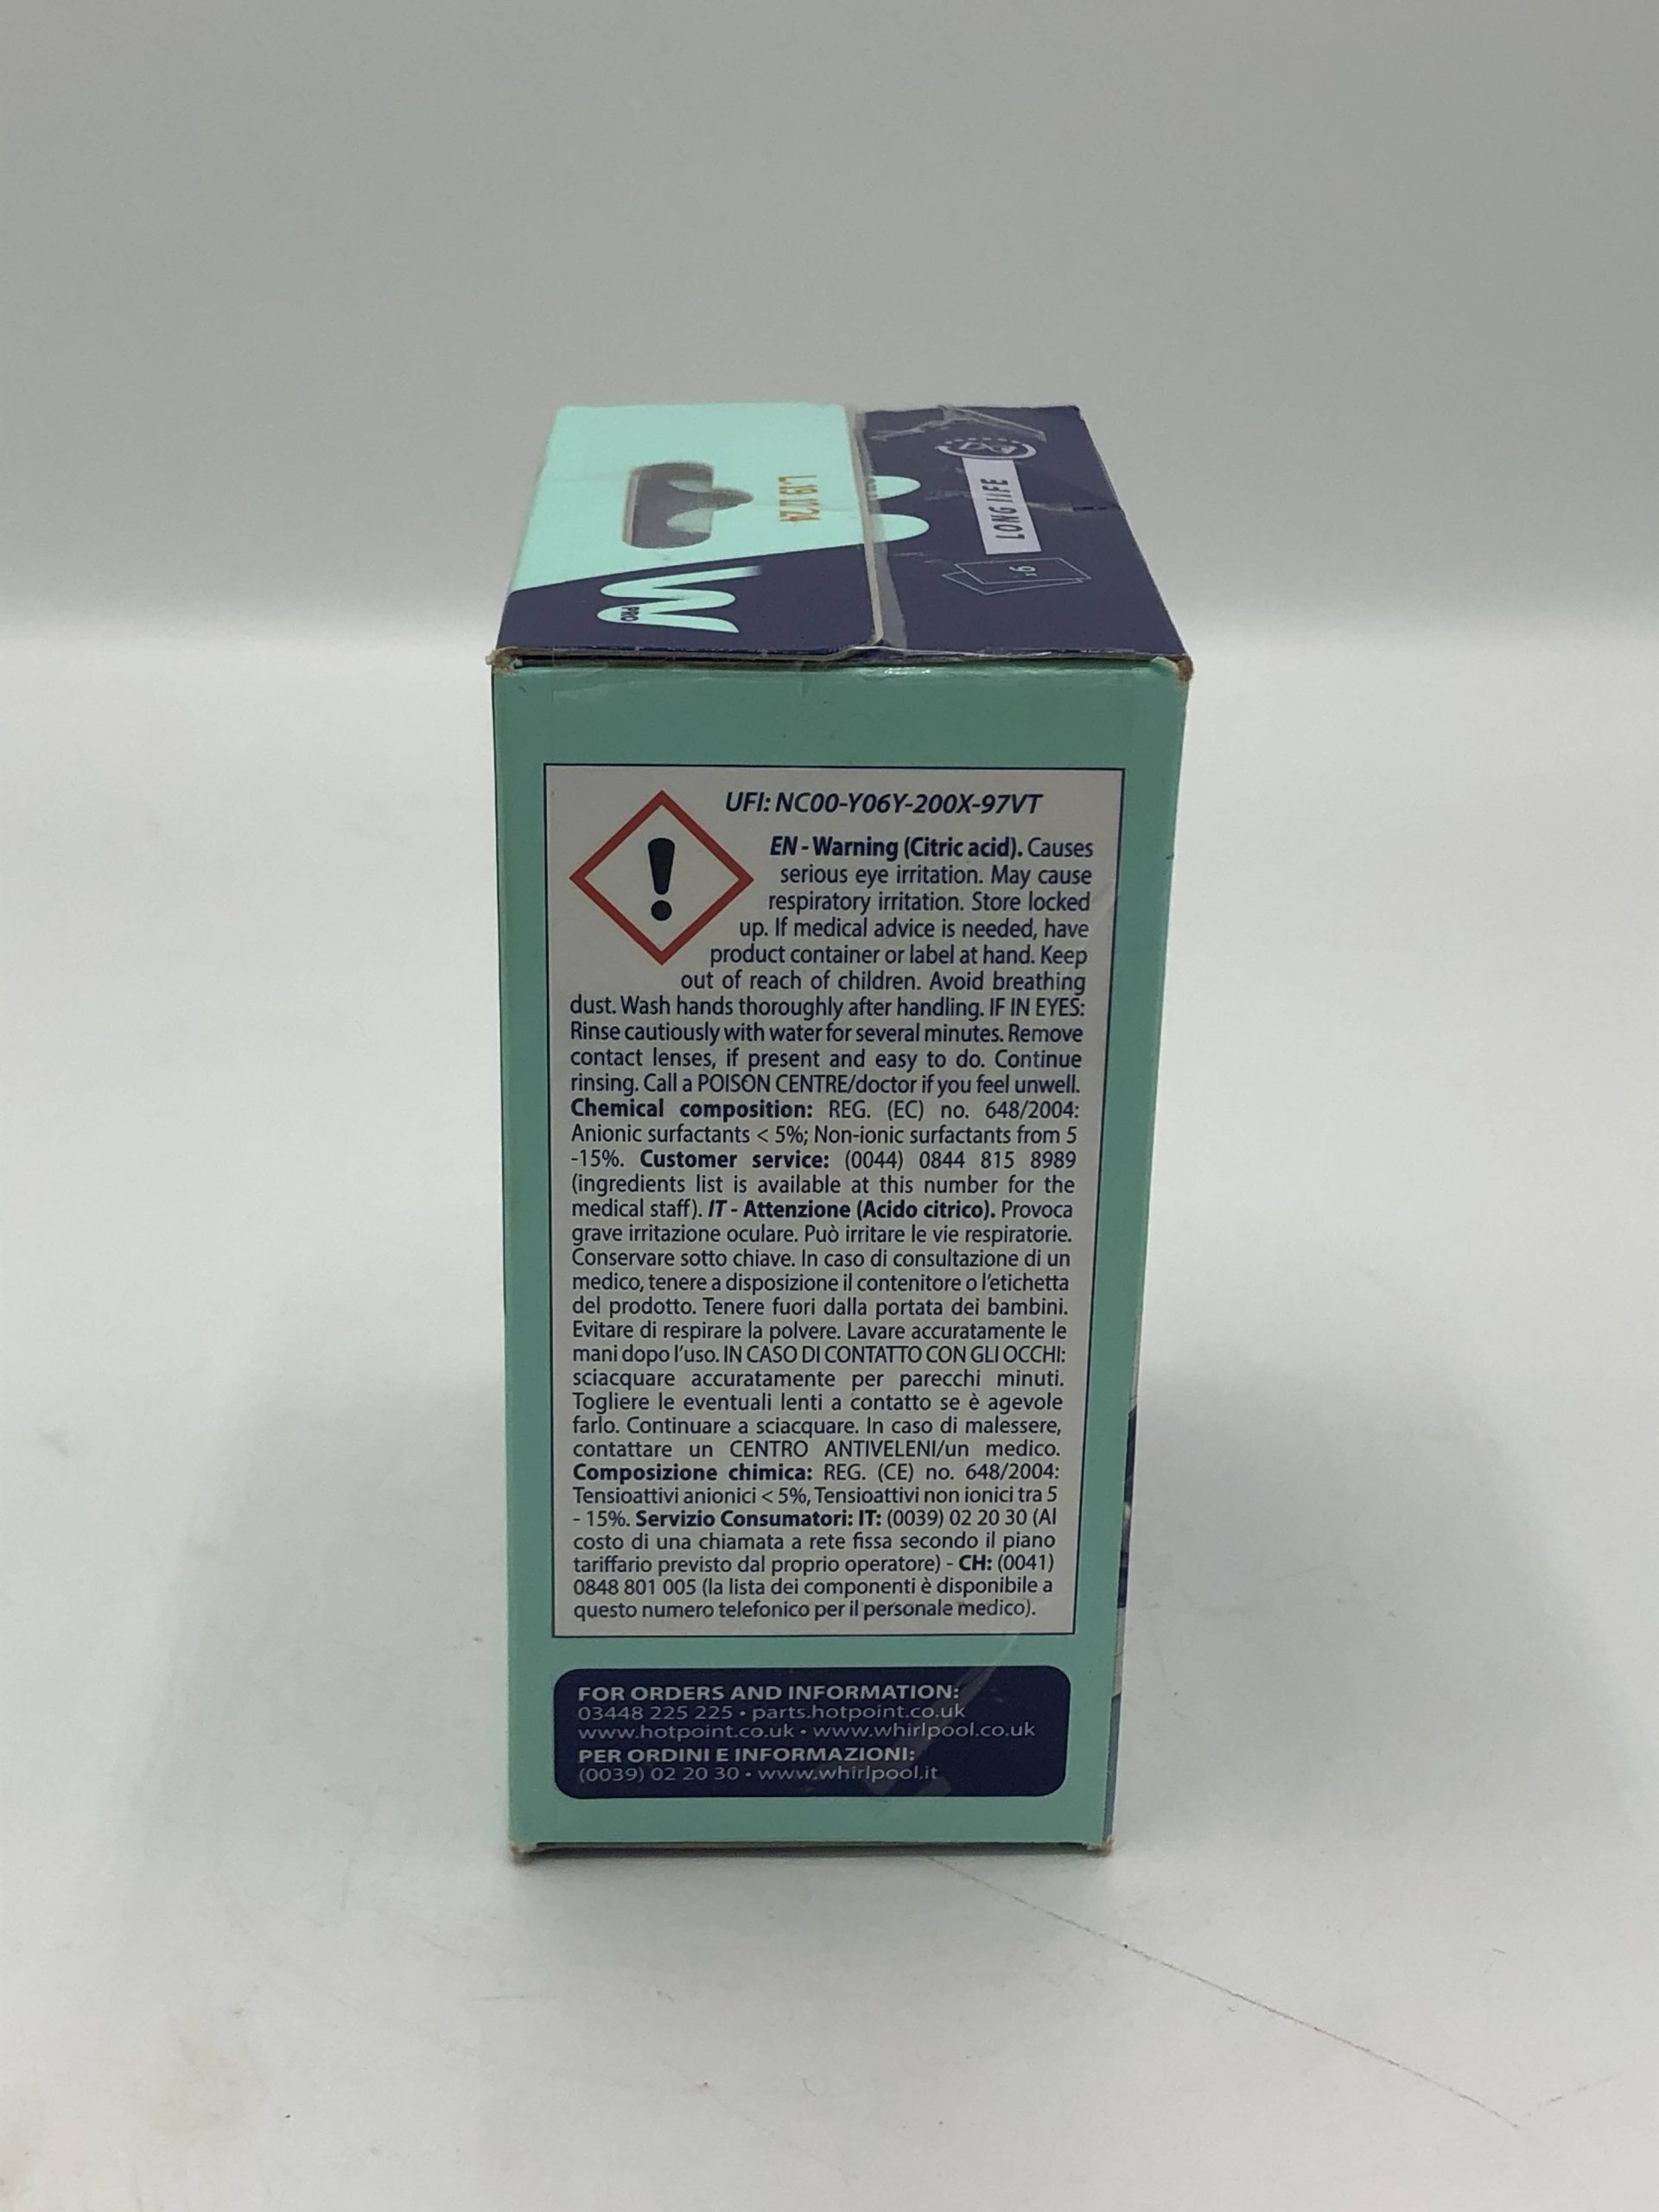 L19 1124
PRO
LONG LIFE
x6
UFI: NC00-Y06Y-200X-97VT
EN - Warning (Citric acid). Causes
serious eye irritation. May cause
respiratory irritation. Store locked
up. If medical advice is needed, have
product container or label at hand. Keep
out of reach of children. Avoid breathing
dust. Wash hands thoroughly after handling. IF IN EYES:
Rinse cautiously with water for several minutes. Remove
contact lenses, if present and easy to do. Continue
rinsing. Call a POISON CENTRE/doctor if you feel unwell.
Chemical composition: REG. (EC) no. 648/2004:
Anionic surfactants < 5%; Non-ionic surfactants from 5
-15%. Customer service: (0044) 0844 815 8989
(ingredients list is available at this number for the
medical staff). IT - Attenzione (Acido citrico). Provoca
grave irritazione oculare. Può irritare le vie respiratorie.
Conservare sotto chiave. In caso di consultazione di un
medico, tenere a disposizione il contenitore o l'etichetta
del prodotto. Tenere fuori dalla portata dei bambini.
Evitare di respirare la polvere. Lavare accuratamente le
mani dopo l'uso. IN CASO DI CONTATTO CON GLI OCCHI:
sciacquare accuratamente per parecchi minuti.
Togliere le eventuali lenti a contatto se è agevole
farlo. Continuare a sciacquare. In caso di malessere,
contattare un CENTRO ANTIVELENI/un medico.
Composizione chimica: REG. (CE) no. 648/2004:
Tensioattivi anionici < 5%, Tensioattivi non ionici tra 5
- 15%. Servizio Consumatori: IT: (0039) 02 20 30 (Al
costo di una chiamata a rete fissa secondo il piano
tariffario previsto dal proprio operatore) - CH: (0041)
0848 801 005 (la lista dei componenti è disponibile a
questo numero telefonico per il personale medico).
FOR ORDERS AND INFORMATION:
03448 225 225 • parts.hotpoint.co.uk
www.hotpoint.co.uk • www.whirlpool.co.uk
PER ORDINI E INFORMAZIONI:
(0039) 02 20 30 • www.whirlpool.it